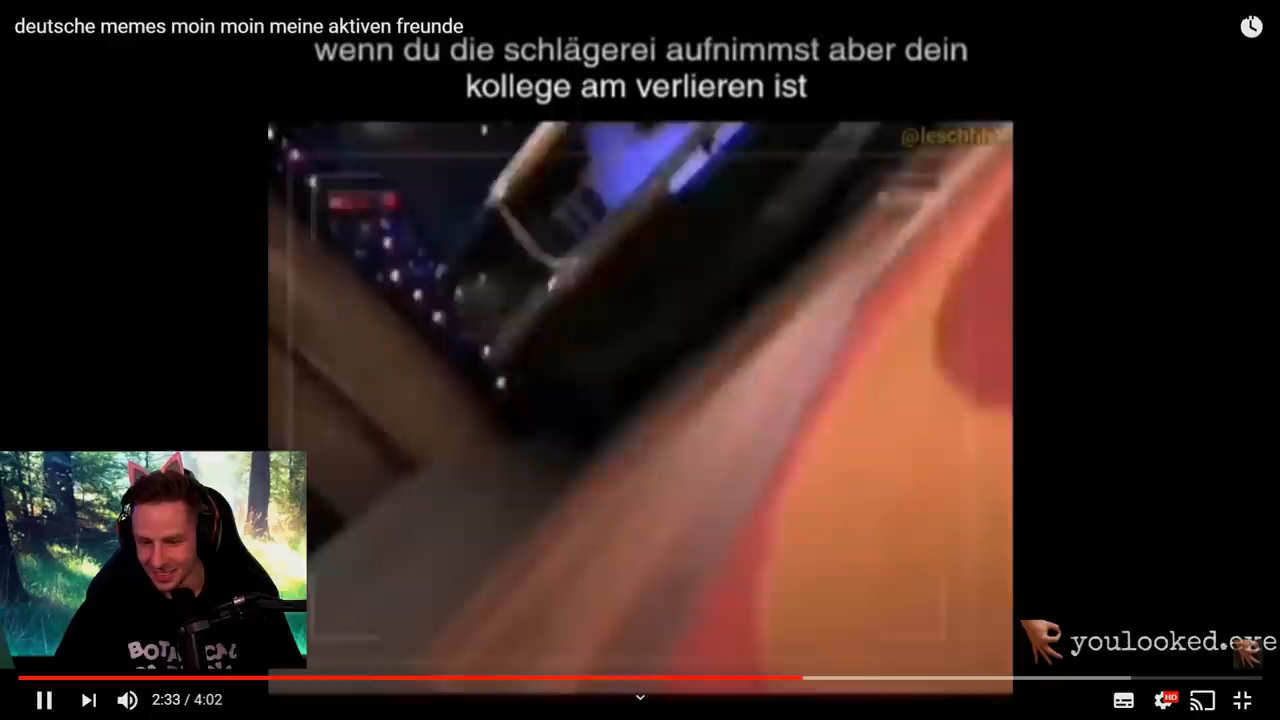 deutsche memes moin moin meine aktiven freunde
wenn du die schlägerei aufnimmst aber dein
kollege am verlieren ist
youlooked.exe
2:33 / 4:02
HD